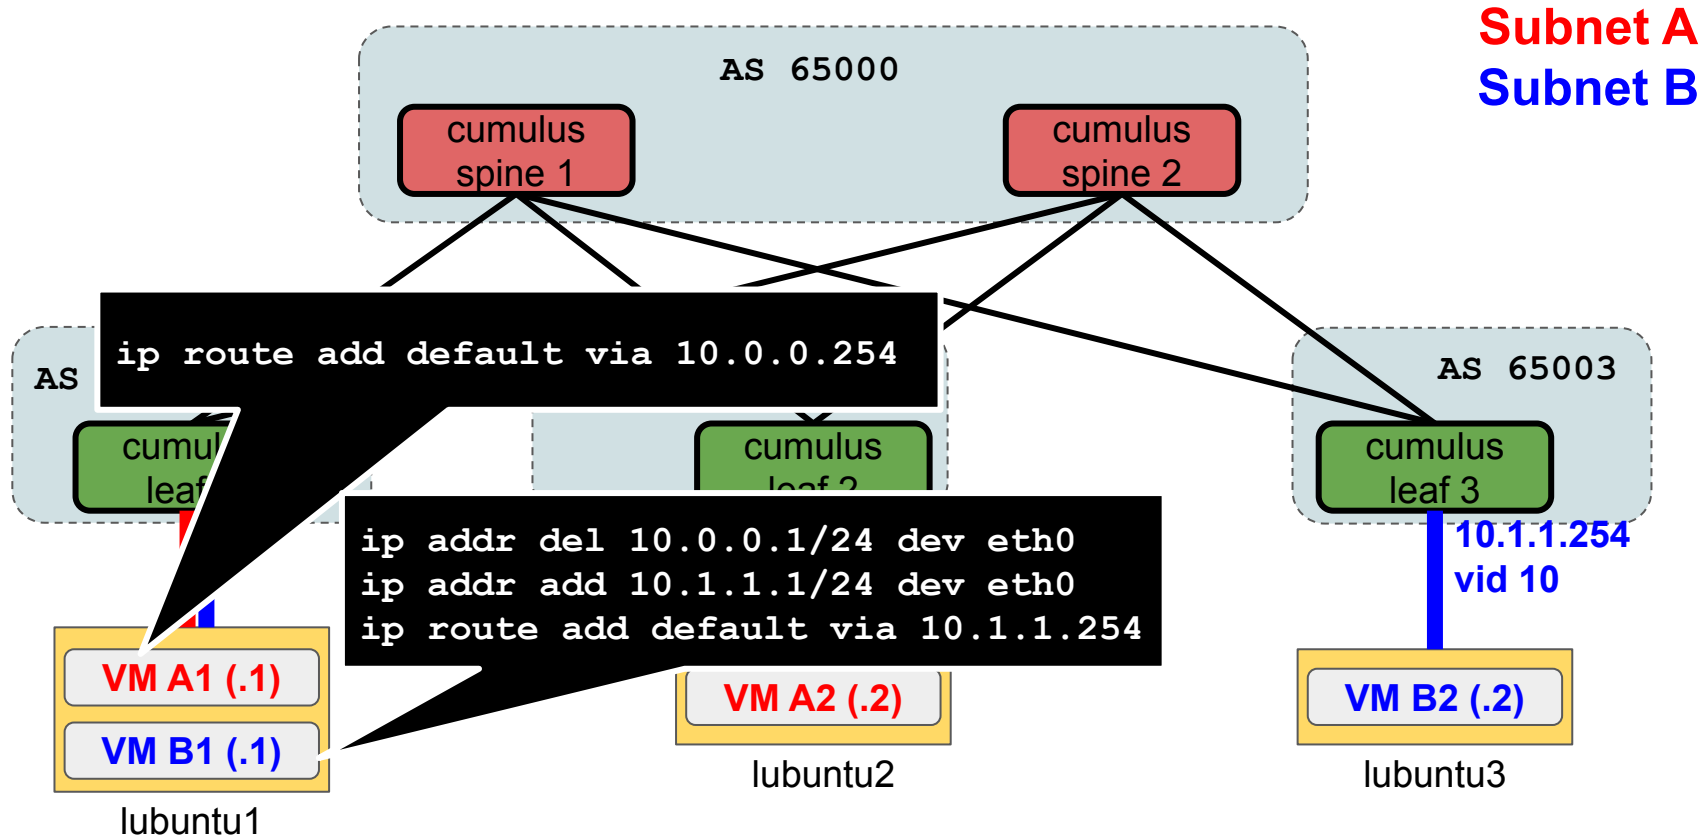 Subnet A
Subnet B
AS 65000
cumulus
spine 1
cumulus
spine 2
ip route add default via 10.0.0.254
AS
AS 65003
leaf
cumulus
leaf 2
cumulus
leaf 3
ip addr del 10.0.0.1/24 dev eth0
ip addr add 10.1.1.1/24 dev eth0
ip route add default via 10.1.1.254
10.1.1.254
vid 10
VM A1 (.1)
VM B1 (.1)
VM A2 (.2)
VM B2 (.2)
lubuntu1
lubuntu2
lubuntu3